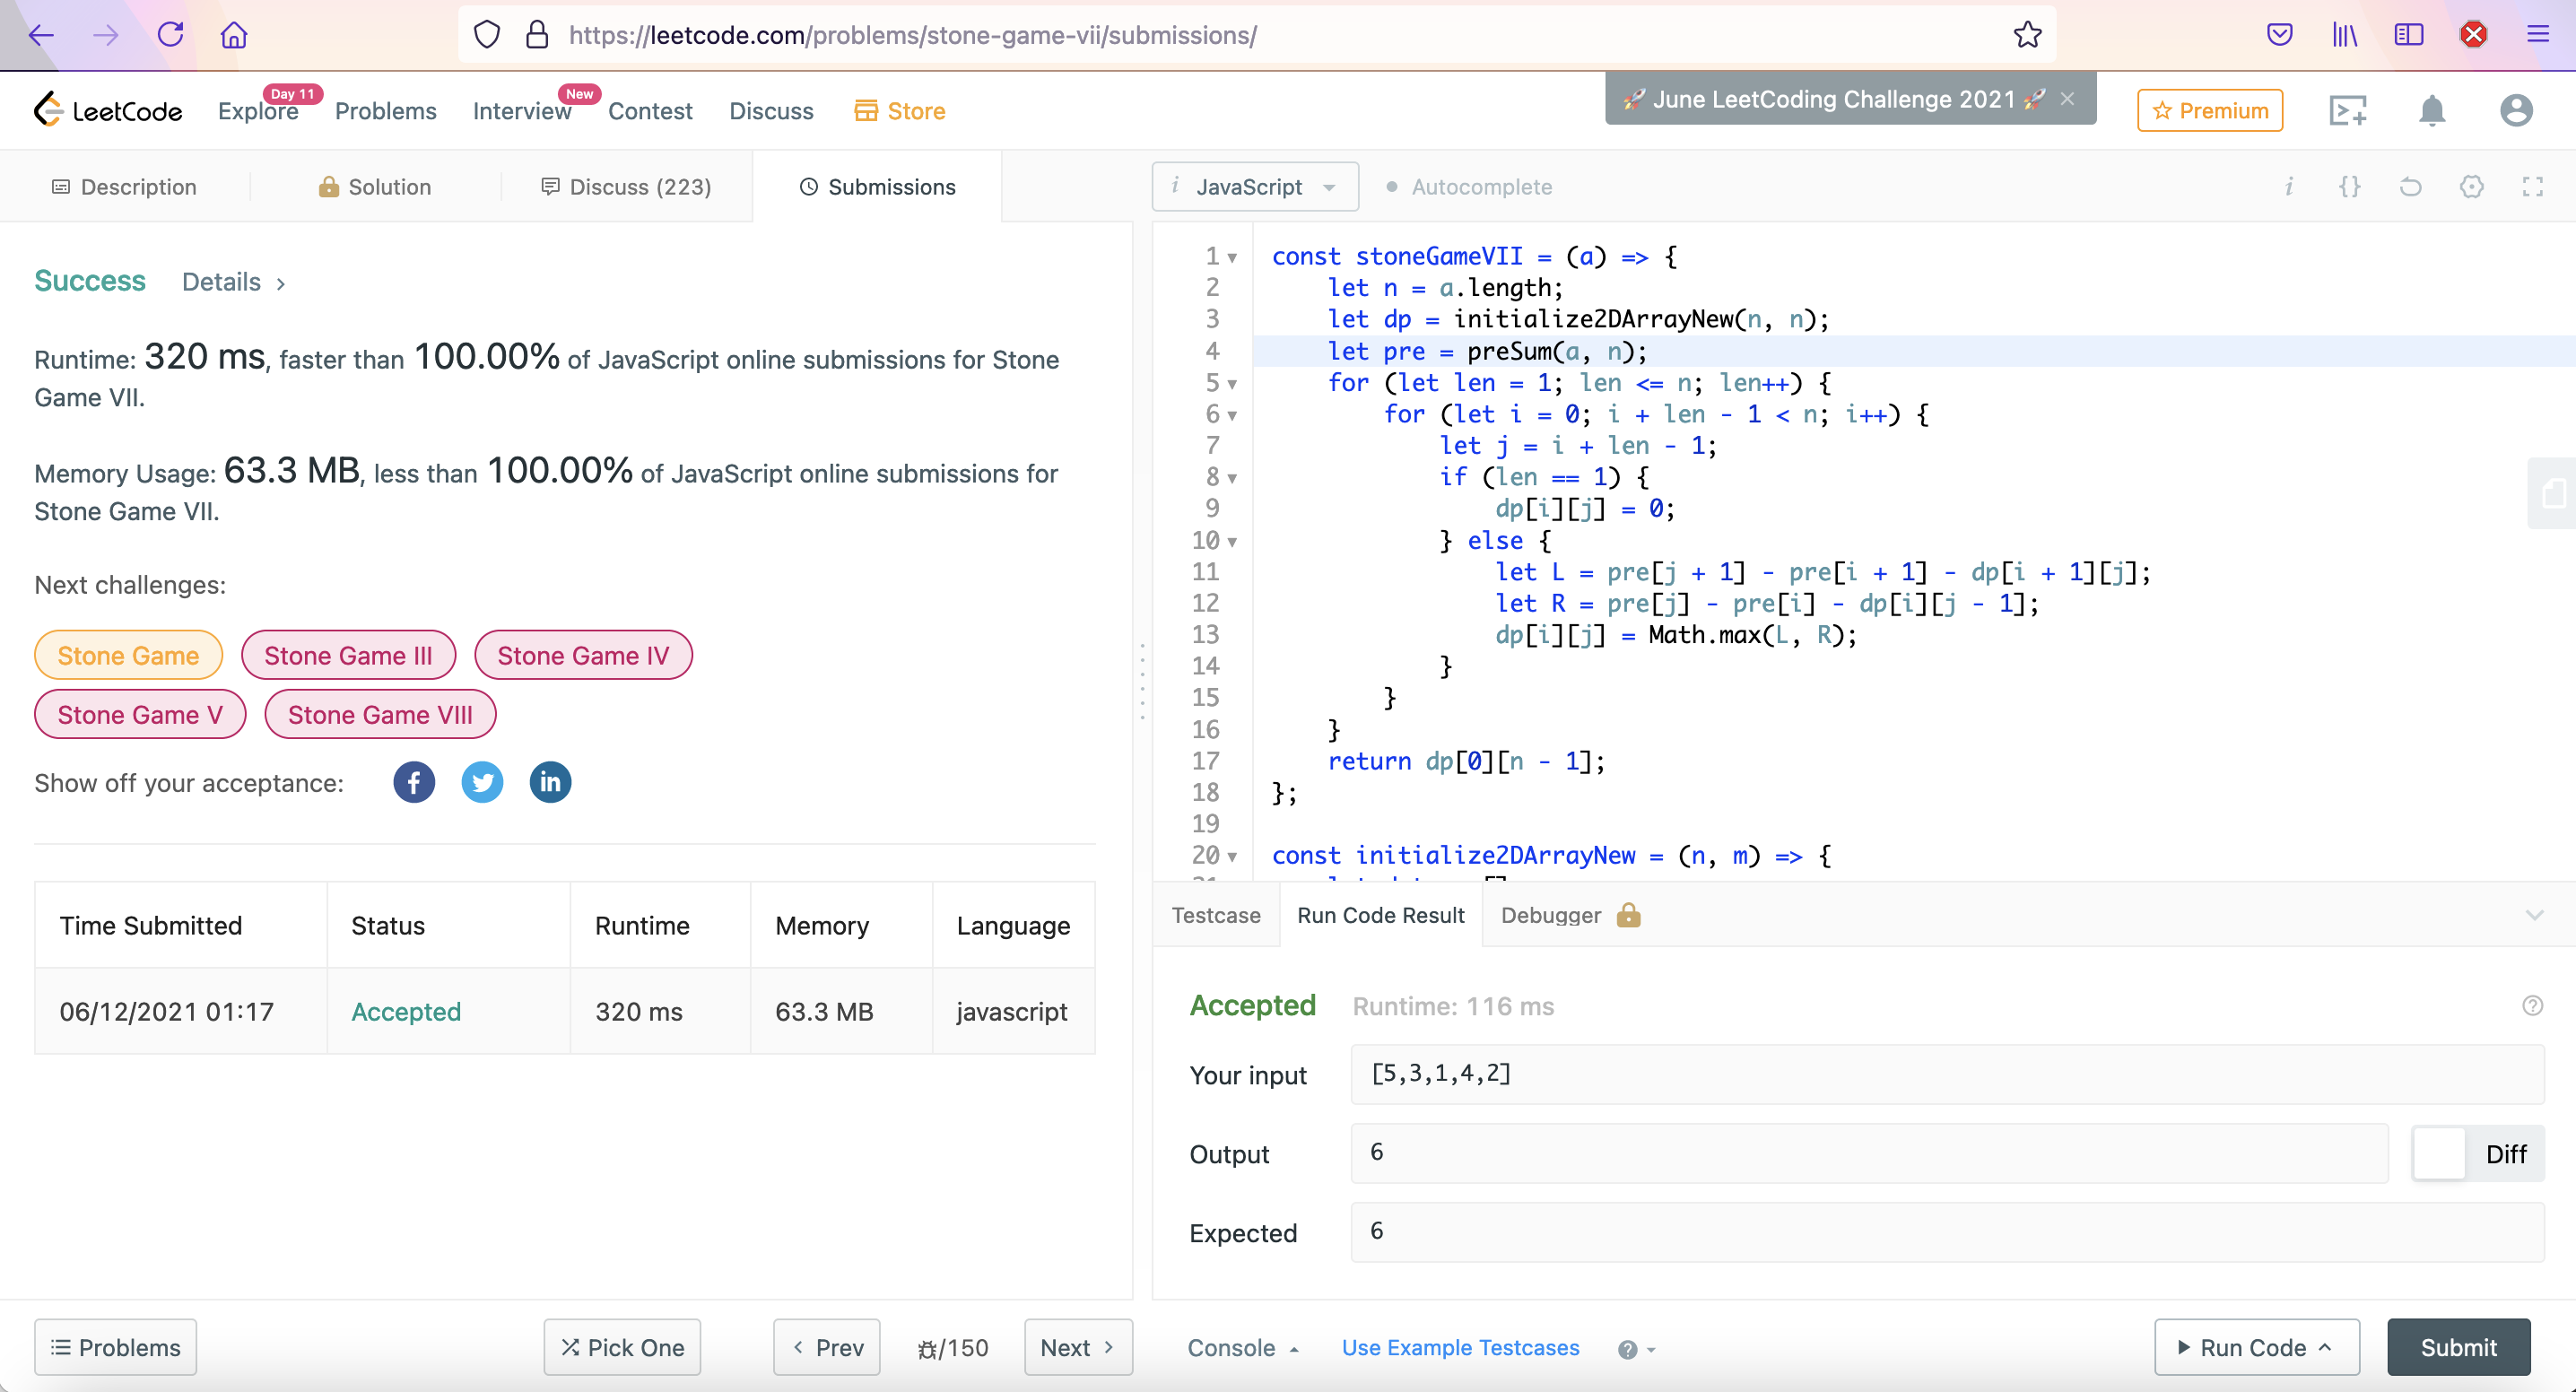 https://leetcode.com/problems/stone-game-vii/submissions/
LeetCode
Explore
Day 11
Problems
Interview
New
Contest
Discuss
Store
🚀 June LeetCoding Challenge 2021 🚀 ×
Premium
Description
Solution
Discuss (223)
Submissions
i JavaScript
Autocomplete
Success Details >
Runtime: 320 ms, faster than 100.00% of JavaScript online submissions for Stone
Game VII.
Memory Usage: 63.3 MB, less than 100.00% of JavaScript online submissions for
Stone Game VII.
Next challenges:
Stone Game
Stone Game III
Stone Game IV
Stone Game V
Stone Game VIII
Show off your acceptance:
Time Submitted Status Runtime Memory Language
06/12/2021 01:17 Accepted 320 ms 63.3 MB javascript
1 const stoneGameVII = (a) => {
2     let n = a.length;
3     let dp = initialize2DArrayNew(n, n);
4     let pre = preSum(a, n);
5     for (let len = 1; len <= n; len++) {
6         for (let i = 0; i + len - 1 < n; i++) {
7             let j = i + len - 1;
8             if (len == 1) {
9                 dp[i][j] = 0;
10             } else {
11                 let L = pre[j + 1] - pre[i + 1] - dp[i + 1][j];
12                 let R = pre[j] - pre[i] - dp[i][j - 1];
13                 dp[i][j] = Math.max(L, R);
14             }
15         }
16     }
17     return dp[0][n - 1];
18 };
19
20 const initialize2DArrayNew = (n, m) => {
Testcase
Run Code Result
Debugger
Accepted Runtime: 116 ms
Your input [5,3,1,4,2]
Output 6
Diff
Expected 6
Problems
Pick One
Prev
/150
Next
Console
Use Example Testcases
Run Code
Submit